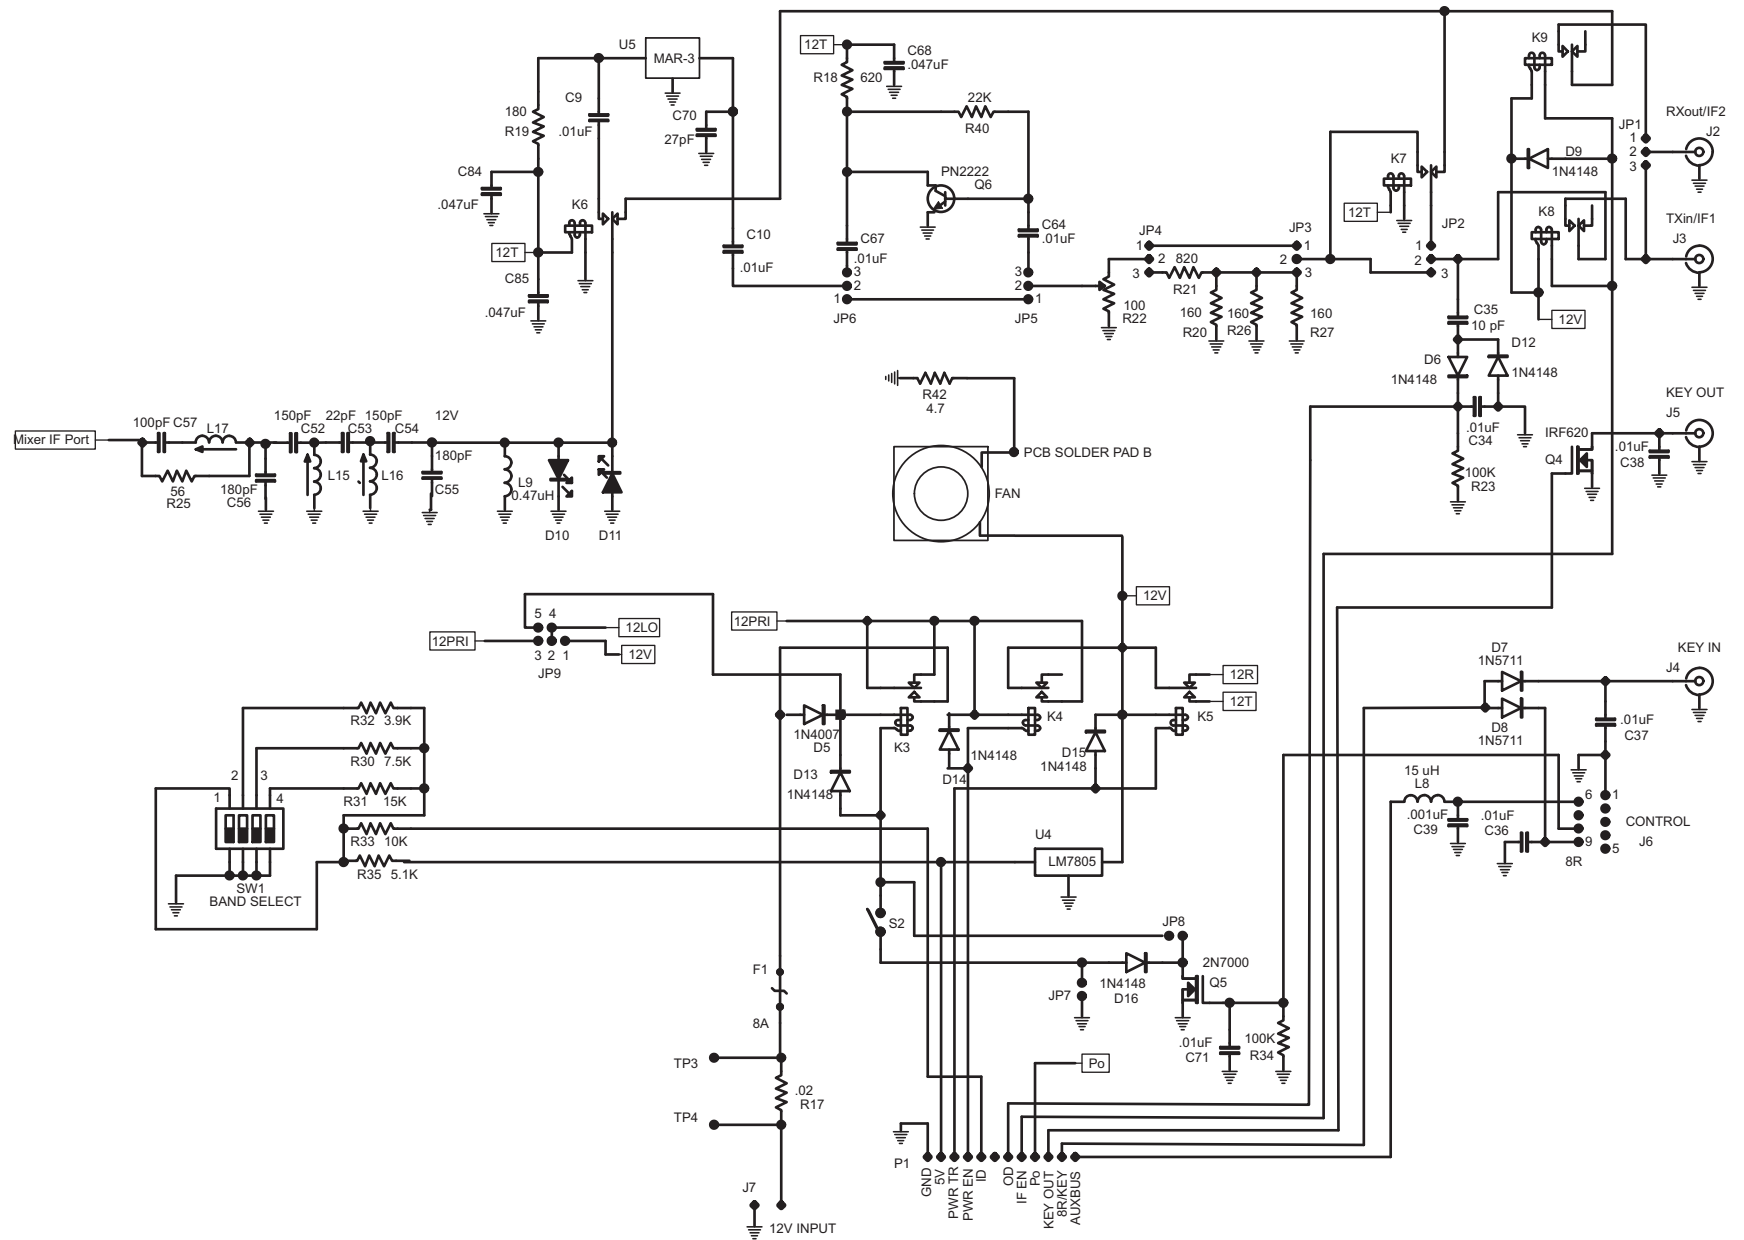 U5
MAR-3
12T
C68
.047uF
R18 620
K9
180
R19
C9
.01uF
C70
27pF
22K
R40
RXout/IF2
JP1
J2
1
2
3
C84
.047uF
K6
PN2222
Q6
K7
D9
1N4148
12T
K8
TXin/IF1
J3
12T
C85
.047uF
C10
.01uF
C67
.01uF
C64
.01uF
3
2
1
JP6
3
2
1
JP5
JP4
1
2
3
820
R21
JP3
1
2
3
JP2
1
2
3
100
R22
160
R20
160
R26
160
R27
C35
10 pF
12V
D6
1N4148
D12
1N4148
R42
4.7
KEY OUT
J5
Mixer IF Port
100pF C57
L17
150pF
C52
22pF
C53
150pF
C54
12V
56
R25
180pF
C56
L15
L16
180pF
C55
L9
0.47uH
D10
D11
PCB SOLDER PAD B
FAN
.01uF
C34
100K
R23
IRF620
Q4
.01uF
C38
12V
5 4
12LO
12PRI
3 2 1
12V
JP9
12PRI
12R
12T
D7
1N5711
KEY IN
J4
D8
1N5711
.01uF
C37
R32 3.9K
R30 7.5K
R31 15K
R33 10K
R35 5.1K
1
2
3
4
SW1
BAND SELECT
1N4007
D5
K3
D13
1N4148
D14
1N4148
K4
D15
1N4148
K5
15 uH
L8
.001uF
C39
.01uF
C36
6
1
9
5
8R
CONTROL
J6
U4
LM7805
S2
JP8
2N7000
Q5
JP7
1N4148
D16
F1
8A
.01uF
C71
100K
R34
Po
TP3
.02
R17
TP4
P1
GND
5V
PWR TR
PWR EN
ID
OD
IF EN
Po
KEY OUT
8R/KEY
AUXBUS
J7
12V INPUT